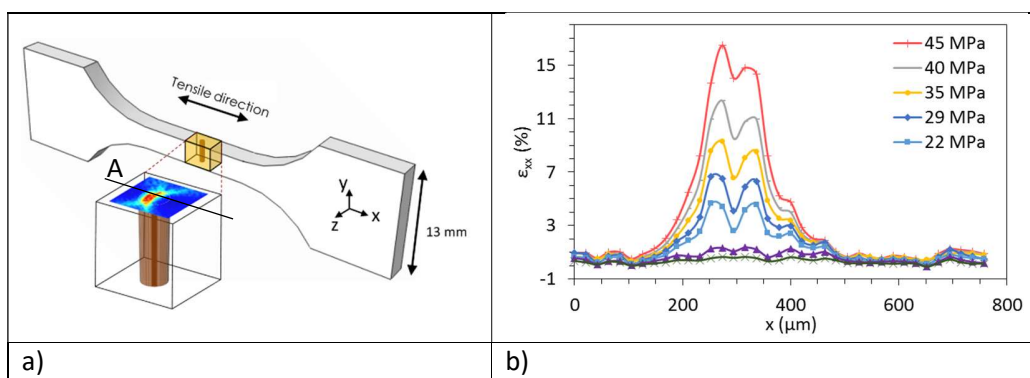 Tensile
direction
A
y
x
z
13 mm
a)
εxx (%)
15
11
7
3
-1
0
200
400
600
800
x (µm)
45 MPa
40 MPa
35 MPa
29 MPa
22 MPa
b)